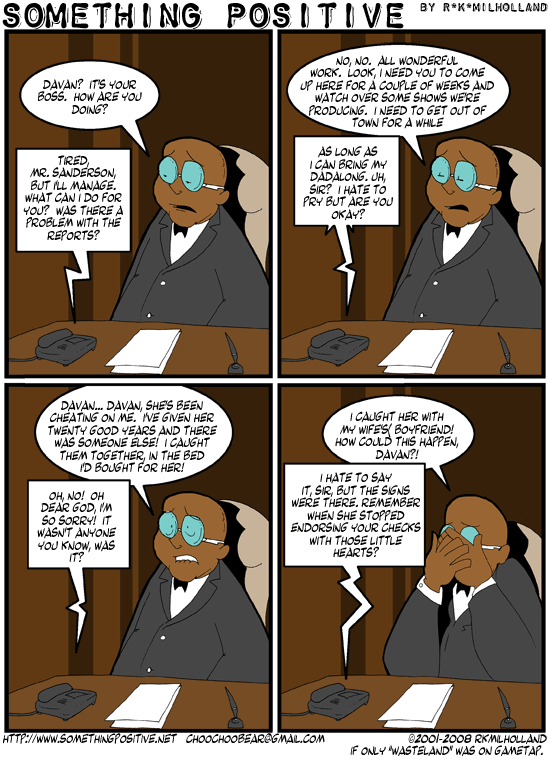 SOMETHING POSITIVE BY R*K*MILHOLLAND
DAVAN? IT'S YOUR
BOSS. HOW ARE YOU
DOING?
TIRED,
MR. SANDERSON,
BUT I'LL MANAGE.
WHAT CAN I DO FOR
YOU? WAS THERE A
PROBLEM WITH THE
REPORTS?
NO, NO. ALL WONDERFUL
WORK. LOOK, I NEED YOU TO COME
UP HERE FOR A COUPLE OF WEEKS AND
WATCH OVER SOME SHOWS WE'RE
PRODUCING. I NEED TO GET OUT OF
TOWN FOR A WHILE
AS LONG AS
I CAN BRING MY
DAD ALONG. UH,
SIR? I HATE TO
PRY BUT ARE YOU
OKAY?
DAVAN... DAVAN, SHE'S BEEN
CHEATING ON ME. I'VE GIVEN HER
TWENTY GOOD YEARS AND THERE
WAS SOMEONE ELSE! I CAUGHT
THEM TOGETHER, IN THE BED
I'D BOUGHT FOR HER!
OH, NO! OH
DEAR GOD, I'M
SO SORRY! IT
WASN'T ANYONE
YOU KNOW, WAS
IT?
I CAUGHT HER WITH
MY WIFE'S( BOYFRIEND!
HOW COULD THIS HAPPEN,
DAVAN?!
I HATE TO SAY
IT, SIR, BUT THE SIGNS
WERE THERE. REMEMBER
WHEN SHE STOPPED
ENDORSING YOUR CHECKS
WITH THOSE LITTLE
HEARTS?
HTTP://WWW.SOMETHINGPOSITIVE.NET CHOOCHOOBEAR@GMAIL.COM ©2001-2008 RKMILHOLLAND
IF ONLY "WASTELAND" WAS ON GAMETAP.